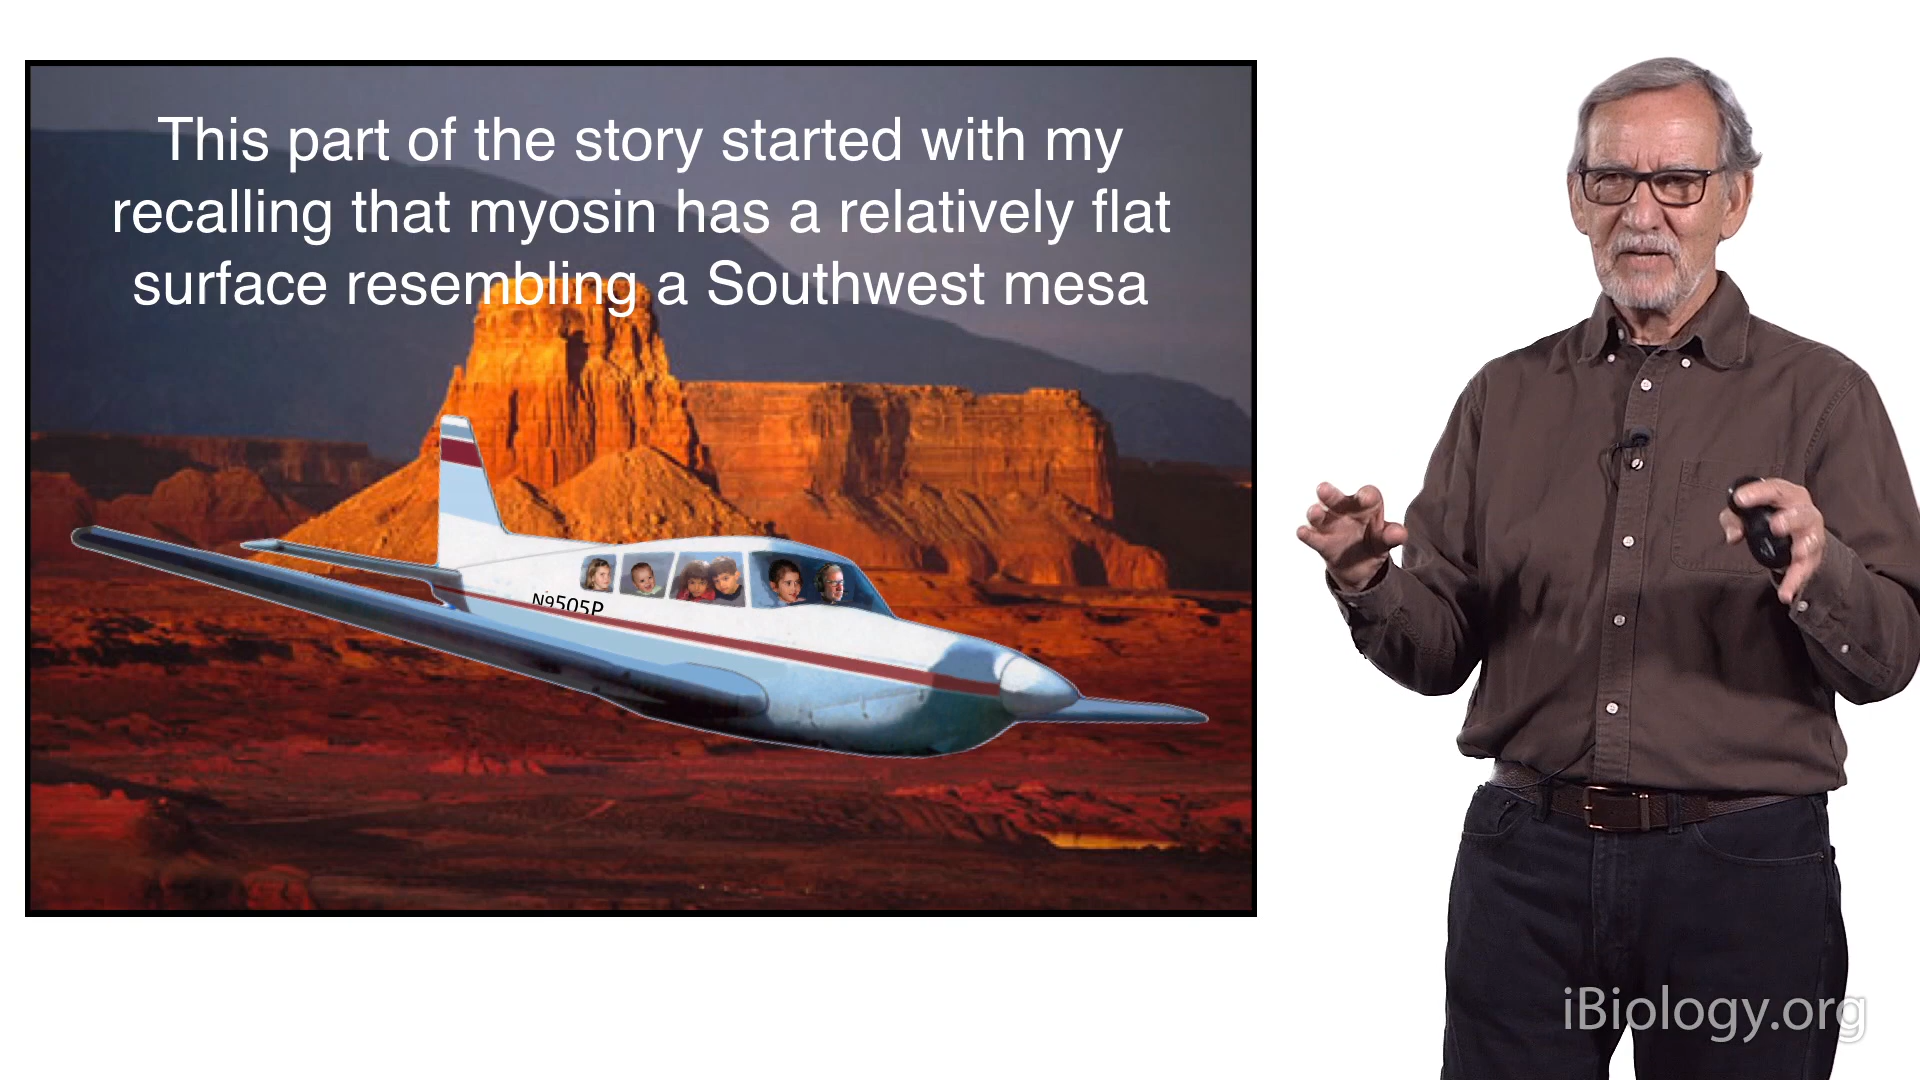 This part of the story started with my
recalling that myosin has a relatively flat
surface resembling a Southwest mesa
N9505P
iBiology.org